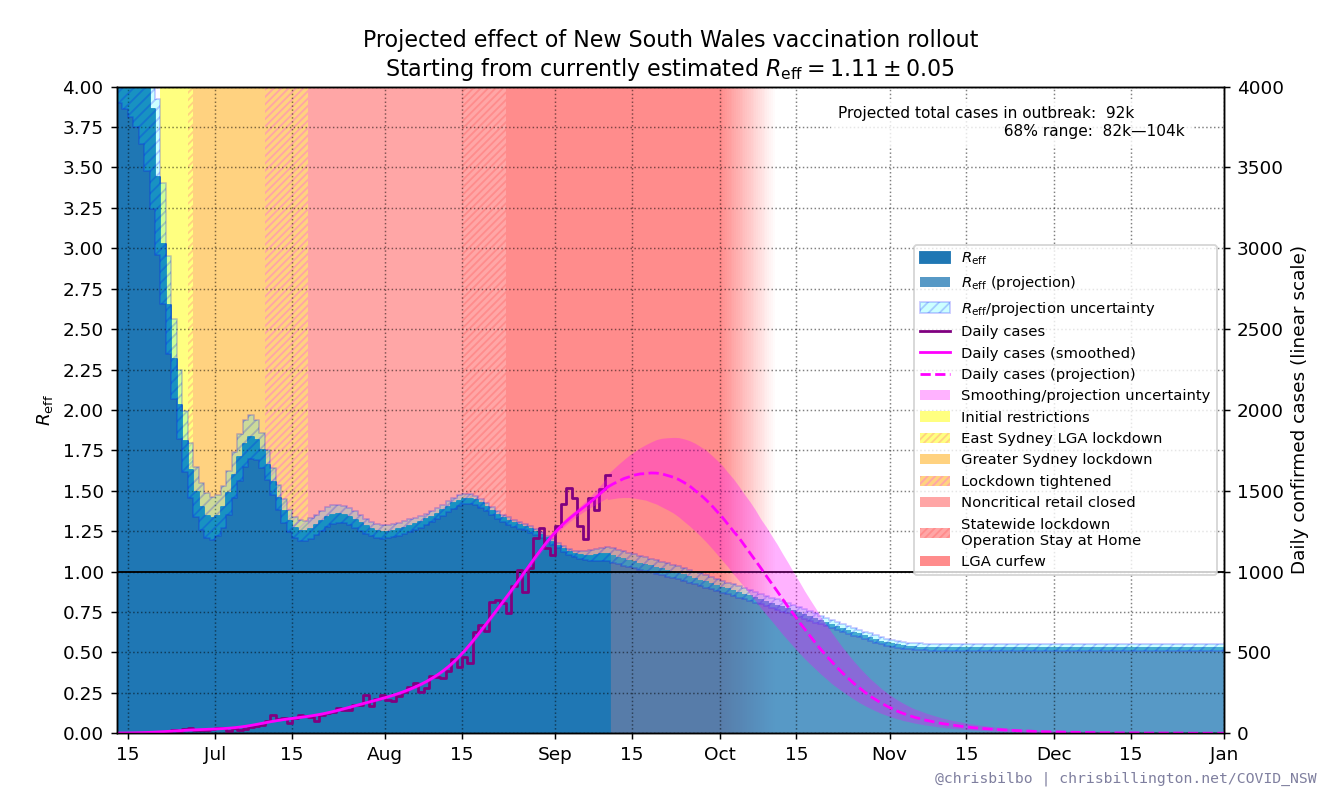 Projected effect of New South Wales vaccination rollout
Starting from currently estimated R_eff = 1.11 ± 0.05
Projected total cases in outbreak: 92k
68% range: 82k—104k
4.00
3.75
3.50
3.25
3.00
2.75
2.50
2.25
2.00
1.75
1.50
1.25
1.00
0.75
0.50
0.25
0.00
R_eff
4000
3500
3000
2500
2000
1500
1000
500
0
Daily confirmed cases (linear scale)
R_eff
R_eff (projection)
R_eff/projection uncertainty
Daily cases
Daily cases (smoothed)
Daily cases (projection)
Smoothing/projection uncertainty
Initial restrictions
East Sydney LGA lockdown
Greater Sydney lockdown
Lockdown tightened
Noncritical retail closed
Statewide lockdown
Operation Stay at Home
LGA curfew
15 Jul 15 Aug 15 Sep 15 Oct 15 Nov 15 Dec 15 Jan
@chrisbilbo | chrisbillington.net/COVID_NSW